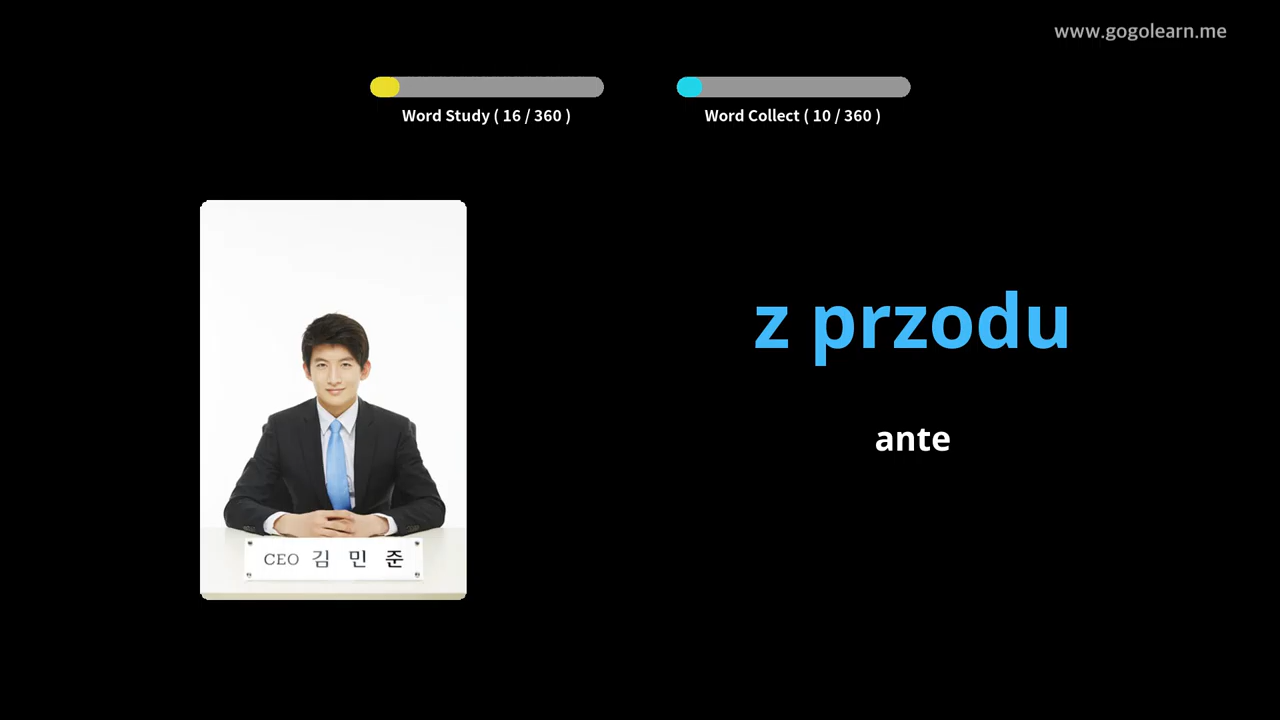 www.gogolearn.me
Word Study ( 16 / 360 )
Word Collect ( 10 / 360 )
z przodu
ante
CEO 김 민 준